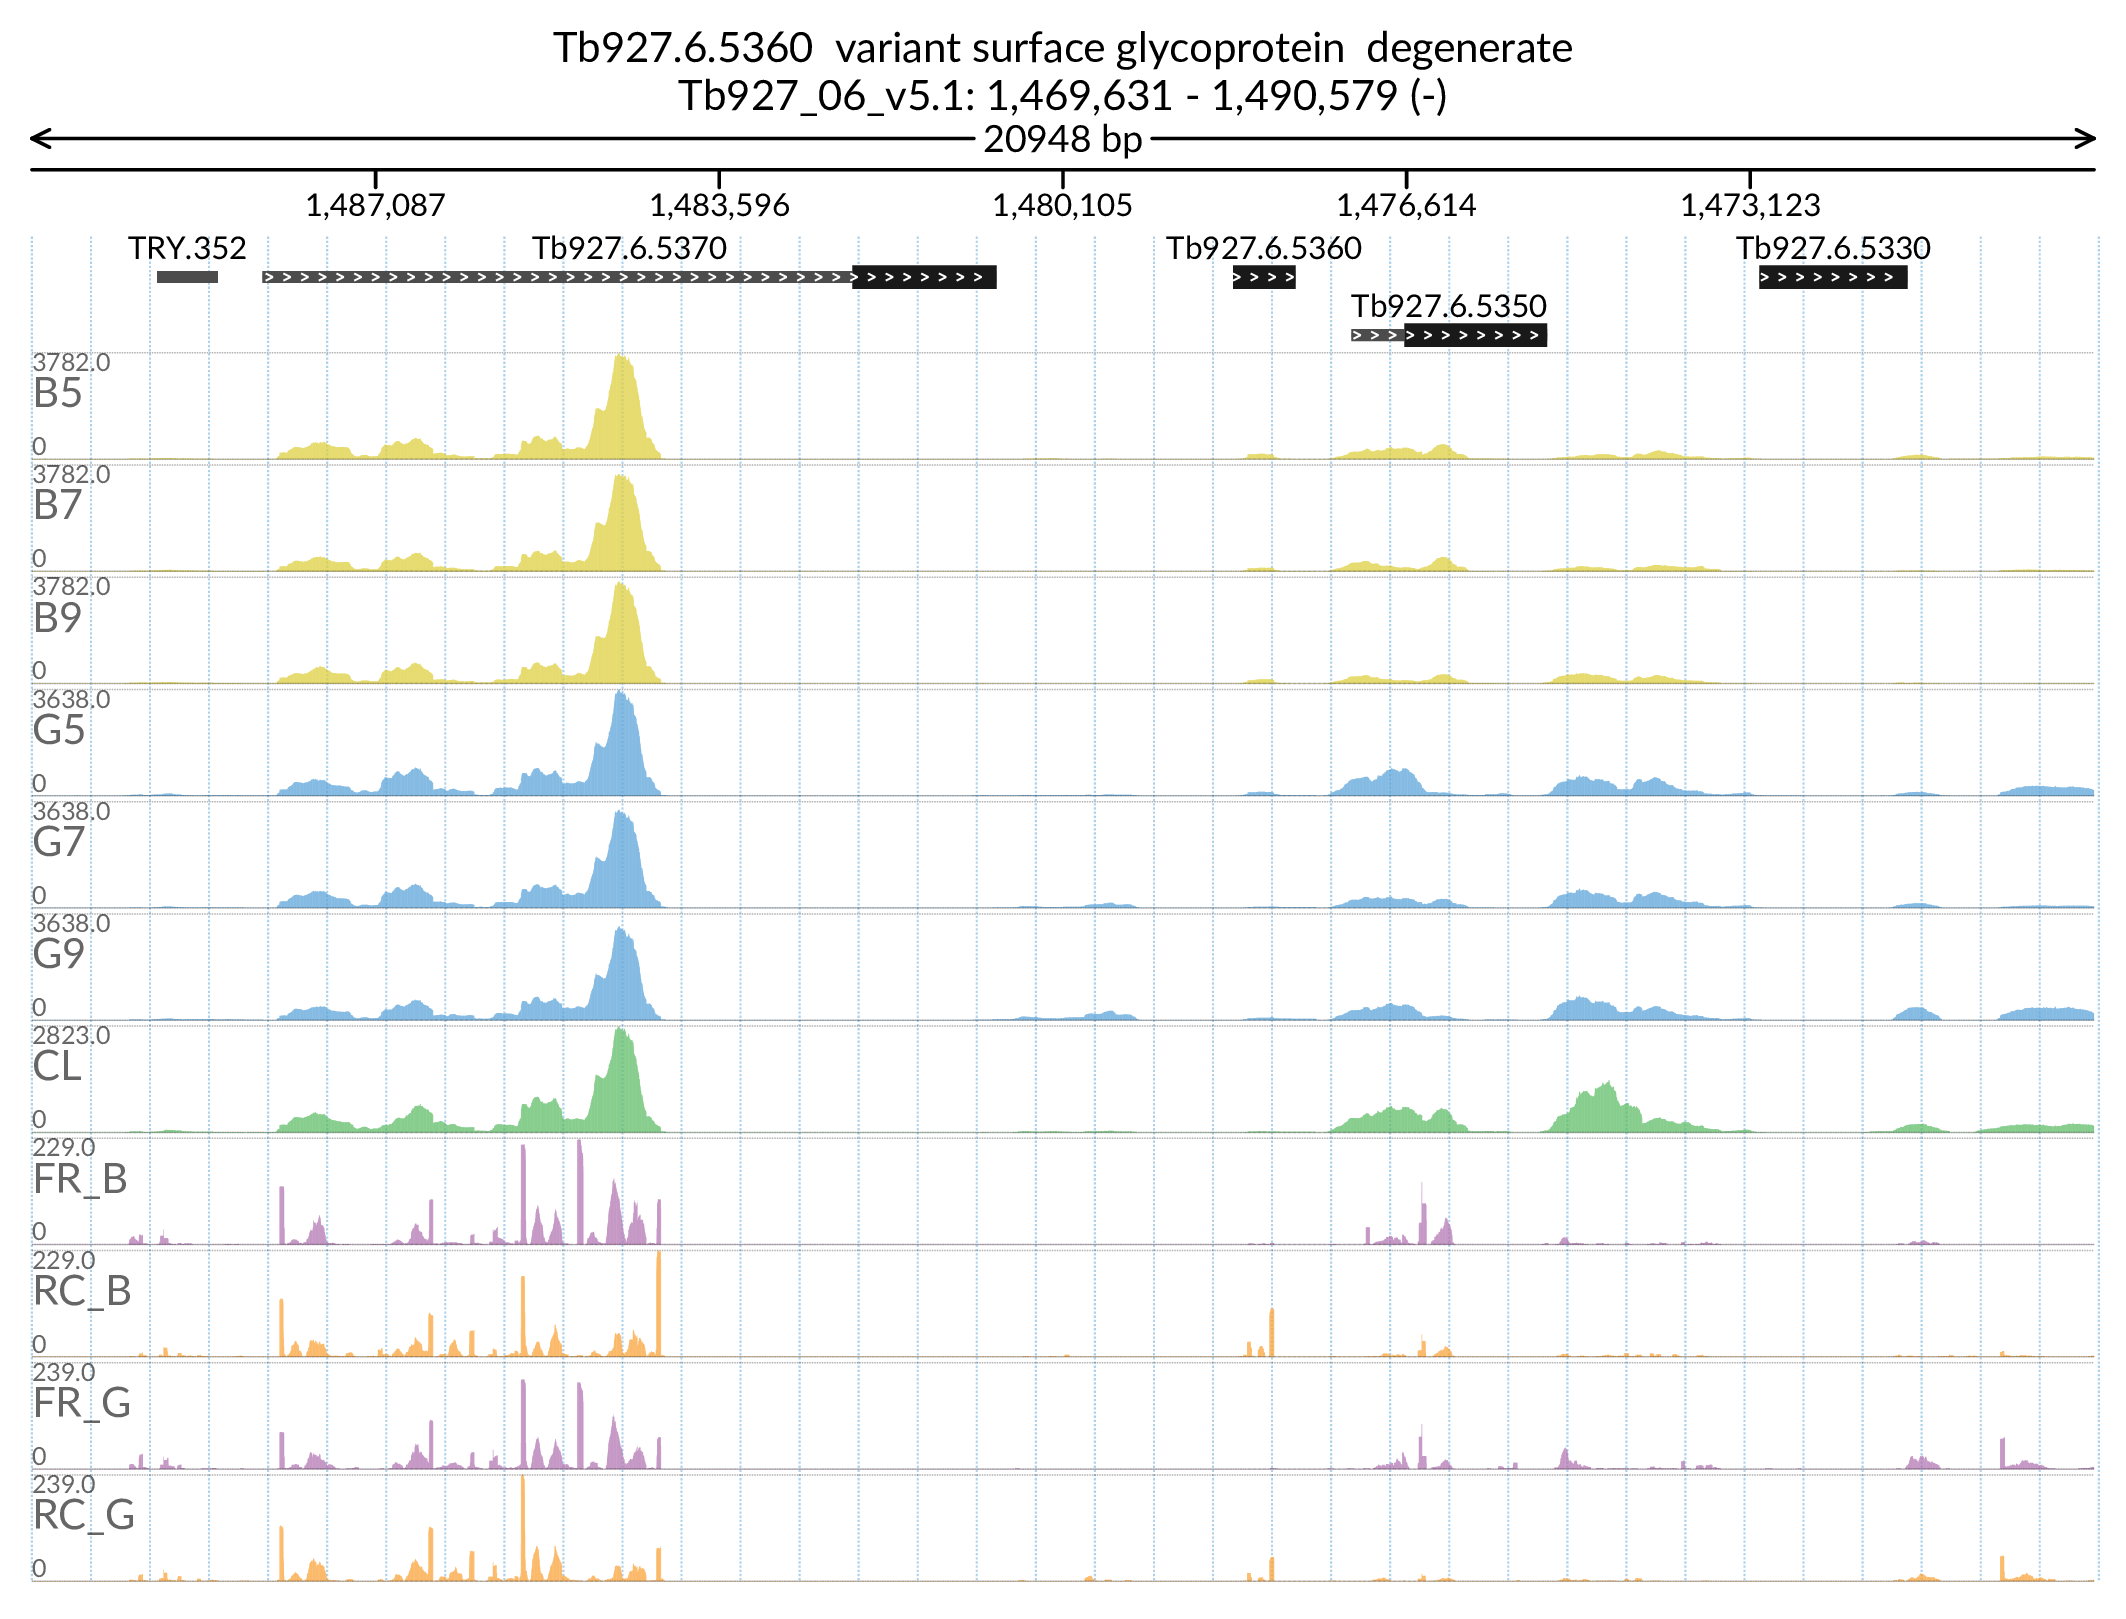 Tb927.6.5360  variant surface glycoprotein  degenerate
Tb927_06_v5.1: 1,469,631 - 1,490,579 (-)
20948 bp
1,487,087 1,483,596 1,480,105 1,476,614 1,473,123
TRY.352 Tb927.6.5370 Tb927.6.5360 Tb927.6.5330
Tb927.6.5350
3782.0
B5
0
3782.0
B7
0
3782.0
B9
0
3638.0
G5
0
3638.0
G7
0
3638.0
G9
0
2823.0
CL
0
229.0
FR_B
0
229.0
RC_B
0
239.0
FR_G
0
239.0
RC_G
0